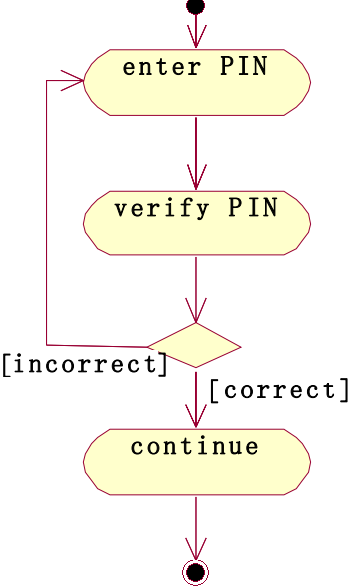 enter PIN
verify PIN
[incorrect]
[correct]
continue